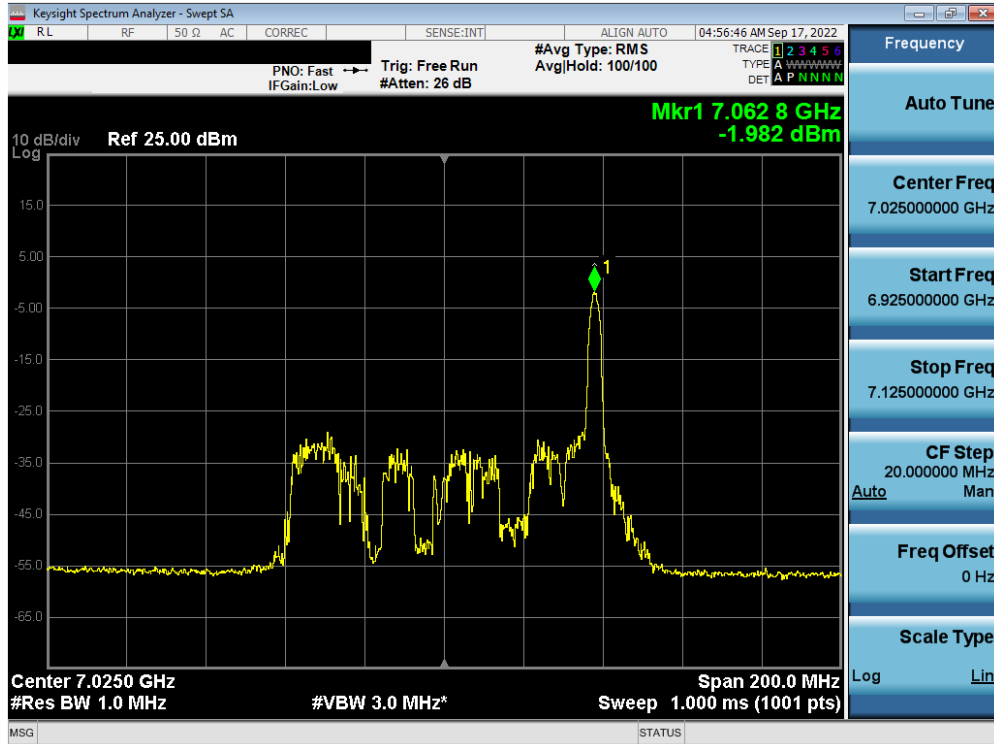 Keysight Spectrum Analyzer - Swept SA
LXI RL RF 50 Ω AC CORREC SENSE:INT ALIGN AUTO 04:56:46 AM Sep 17, 2022
PNO: Fast
IFGain:Low
Trig: Free Run
#Atten: 26 dB
#Avg Type: RMS
Avg|Hold: 100/100
TRACE 1 2 3 4 5 6
TYPE A WWWWW
DET A P N N N N
Mkr1 7.062 8 GHz
-1.982 dBm
10 dB/div Ref 25.00 dBm
Log
15.0
5.00
-5.00
-15.0
-25.0
-35.0
-45.0
-55.0
-65.0
1
Center 7.0250 GHz Span 200.0 MHz
#Res BW 1.0 MHz #VBW 3.0 MHz* Sweep 1.000 ms (1001 pts)
MSG STATUS
Frequency
Auto Tune
Center Freq
7.025000000 GHz
Start Freq
6.925000000 GHz
Stop Freq
7.125000000 GHz
CF Step
20.000000 MHz
Auto Man
Freq Offset
0 Hz
Scale Type
Log Lin